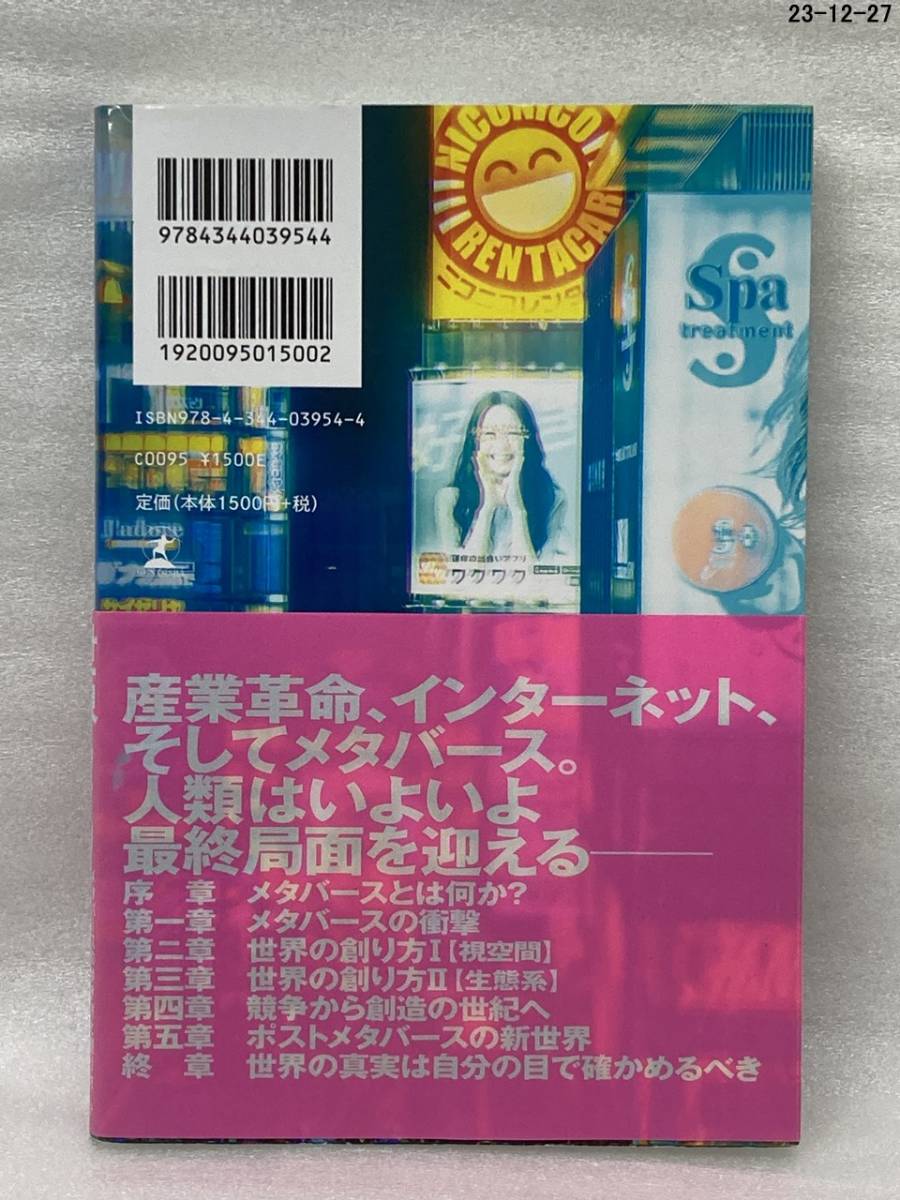 23-12-27
9784344039544
1920095015002
ISBN978-4-344-03954-4
C0095 ¥1500E
定価(本体1500円+税)
NICONICO
RENTACAR
ニコニコレンタ
Spa
treatment
J'adore
ワクワク
産業革命、インターネット、
そしてメタバース。
人類はいよいよ
最終局面を迎える――
序 章 メタバースとは何か?
第一章 メタバースの衝撃
第二章 世界の創り方Ⅰ【視空間】
第三章 世界の創り方Ⅱ【生態系】
第四章 競争から創造の世紀へ
第五章 ポストメタバースの新世界
終 章 世界の真実は自分の目で確かめるべき